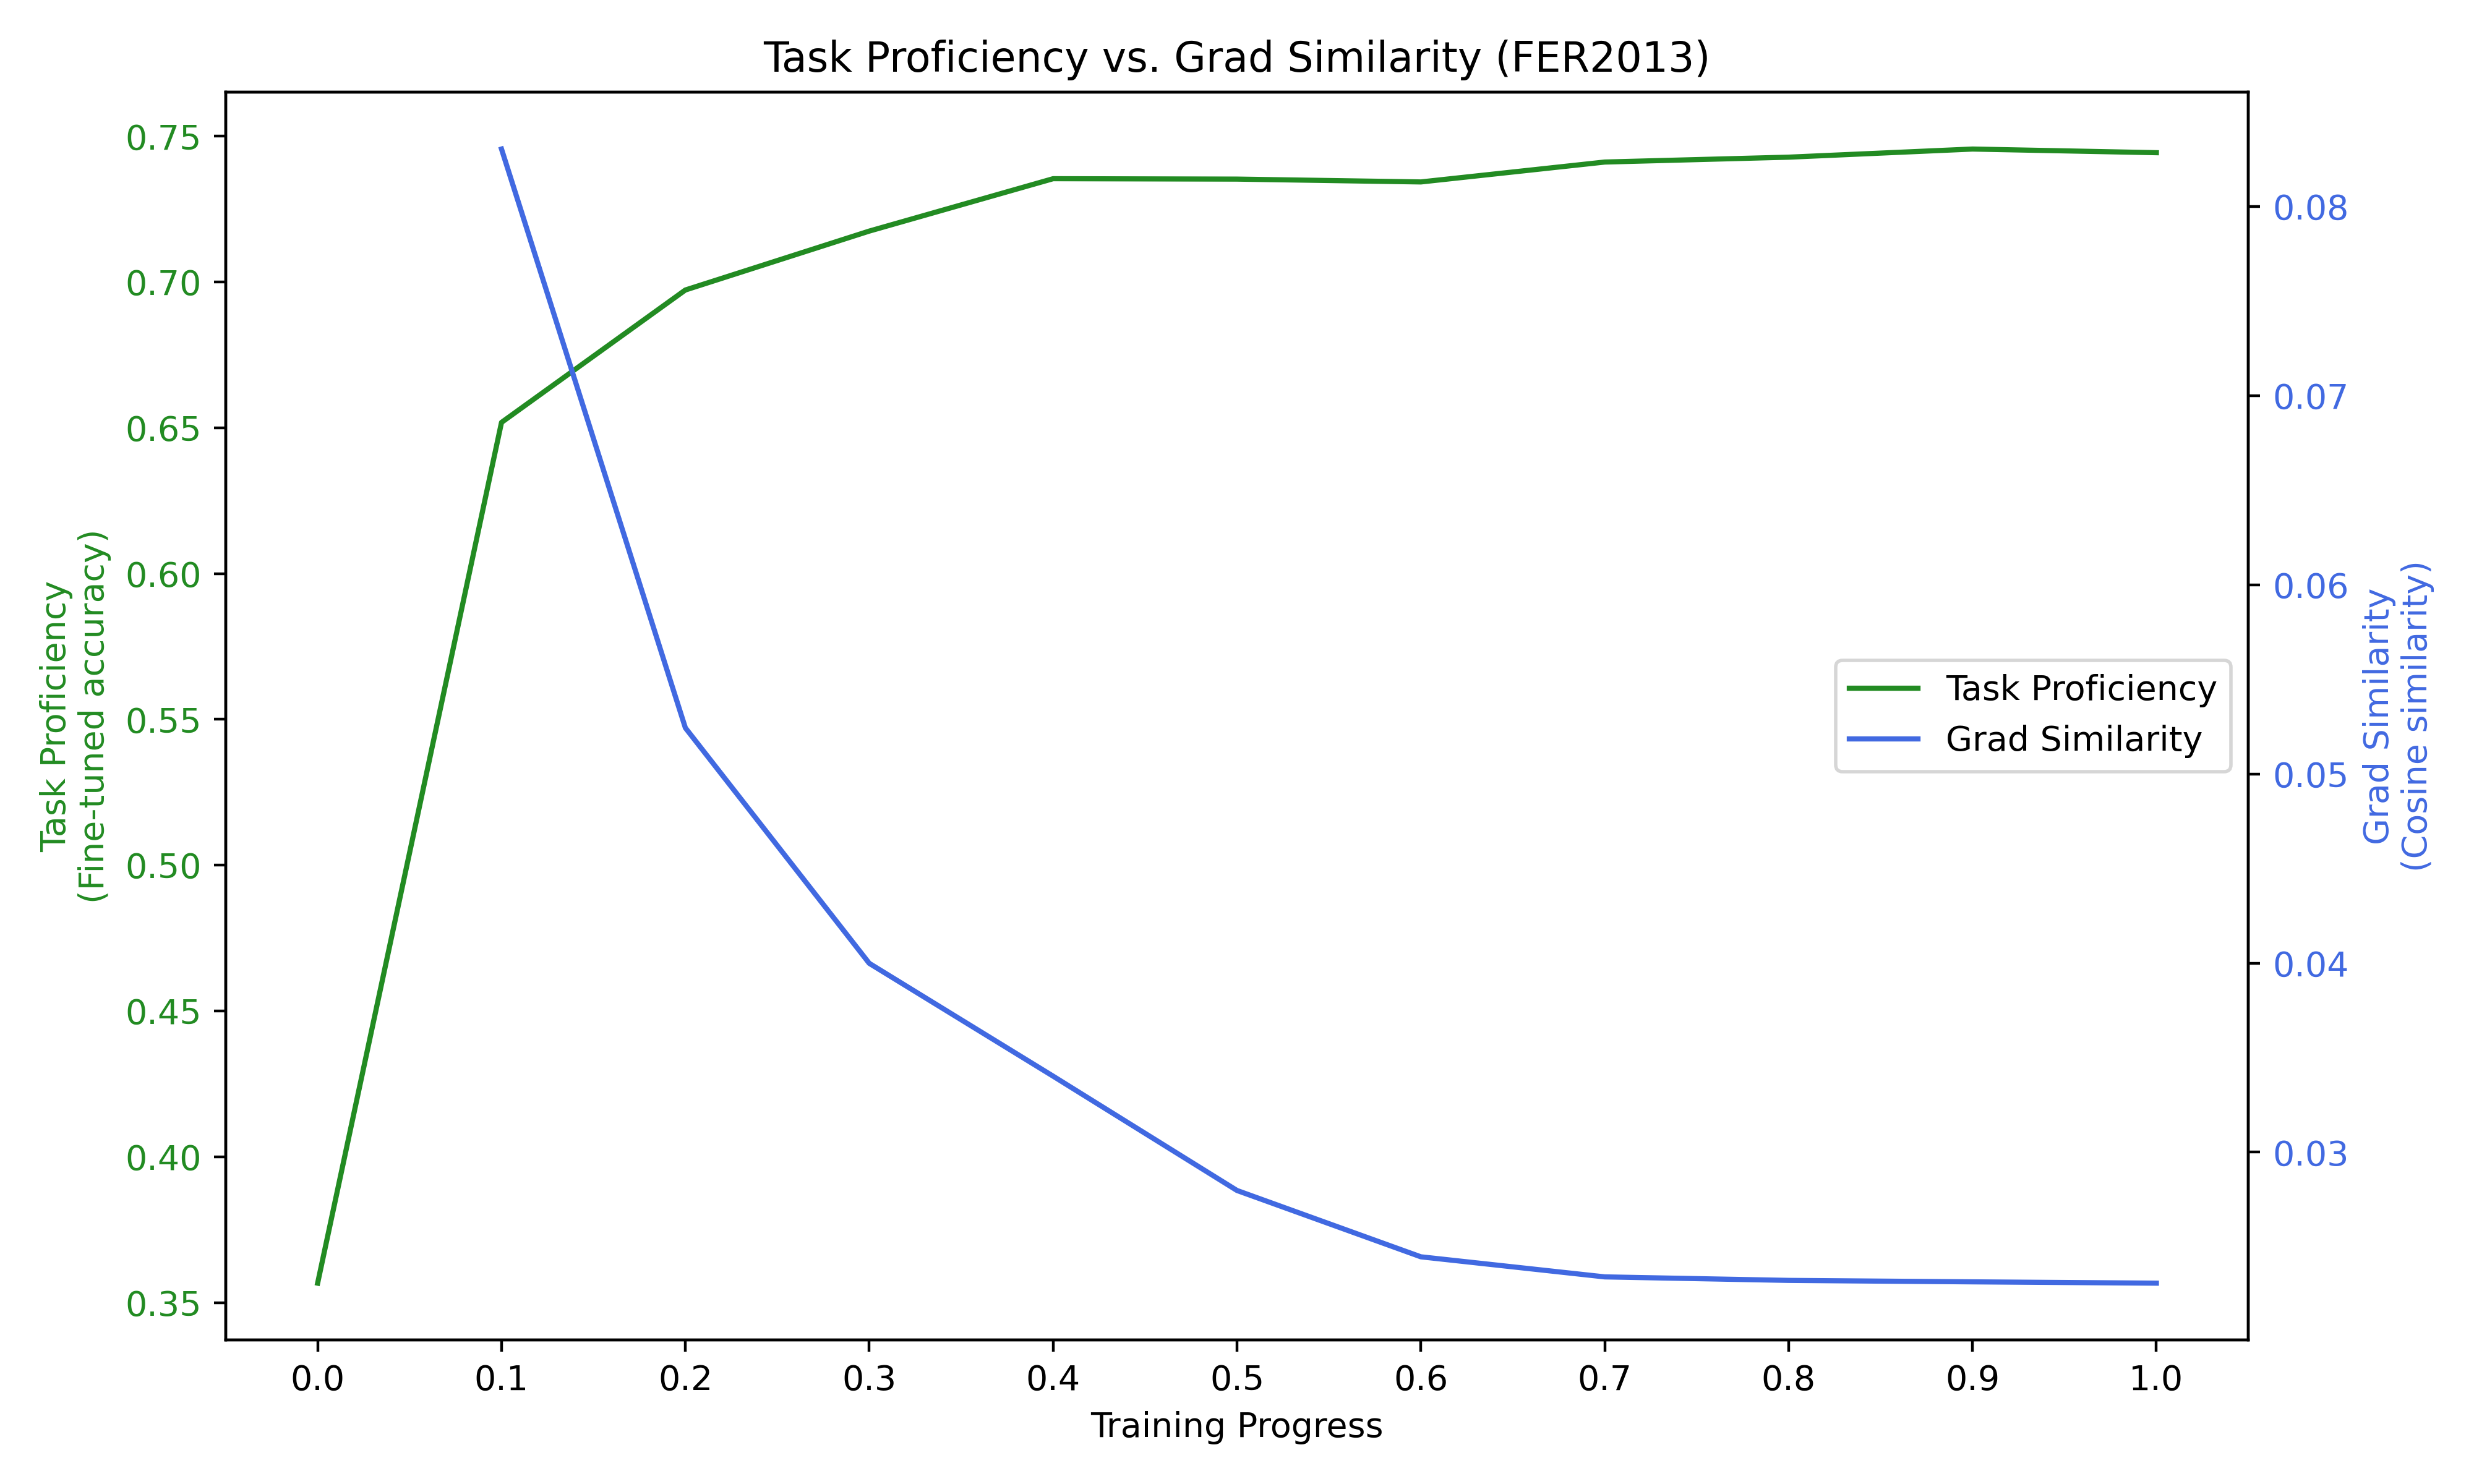 Task Proficiency vs. Grad Similarity (FER2013)
Task Proficiency
(Fine-tuned accuracy)
0.75
0.70
0.65
0.60
0.55
0.50
0.45
0.40
0.35
Task Proficiency
Grad Similarity
0.08
0.07
0.06
0.05
0.04
0.03
Grad Similarity
(Cosine similarity)
0.0 0.1 0.2 0.3 0.4 0.5 0.6 0.7 0.8 0.9 1.0
Training Progress